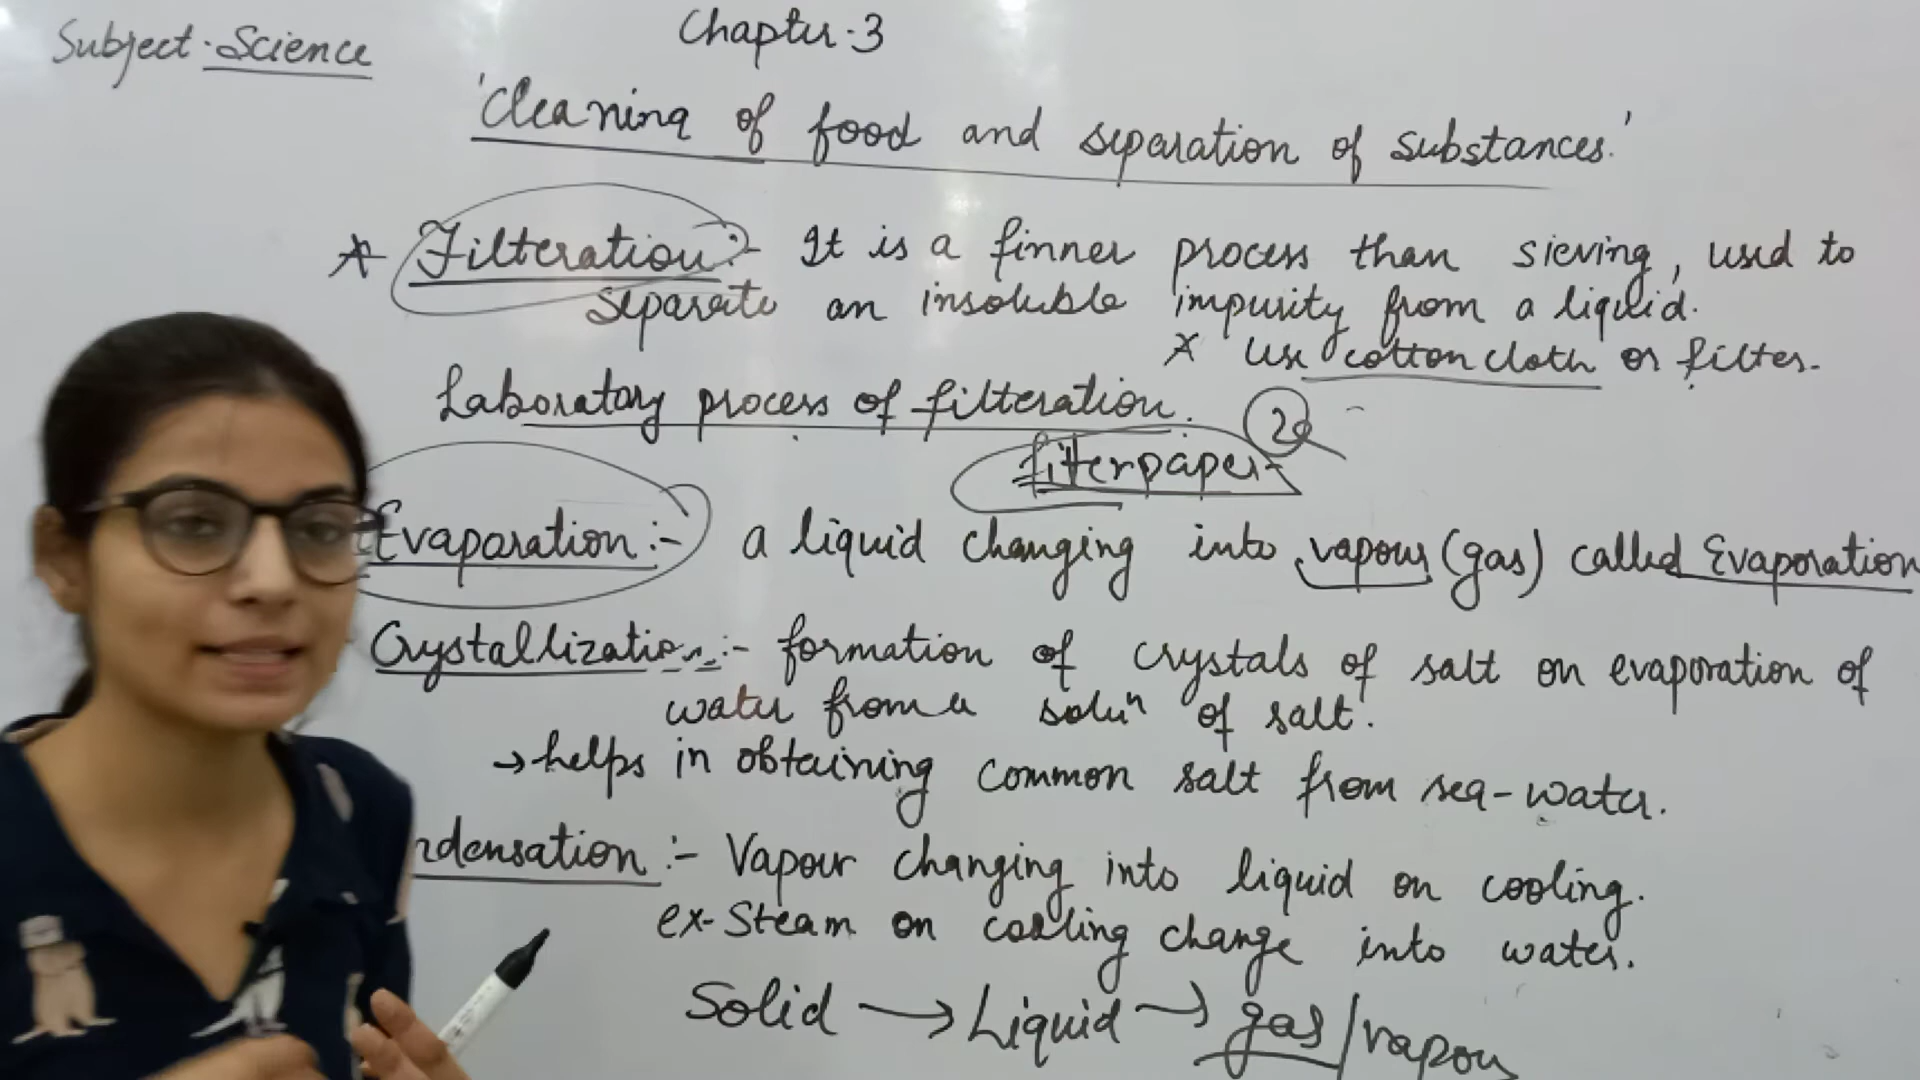 Subject. Science
Chapter.3
'Cleaning of food and separation of substances.'
Filteration:- It is a finner process than sieving, used to
separate an insoluble impurity from a liquid.
* use cotton cloth or filter.
Laboratory process of filteration.
filterpaper
Evaparation:- a liquid changing into vapour (gas) called Evaporation
Crystallization:- formation of crystals of salt on evaporation of
water from a solun of salt.
→ helps in obtaining common salt from sea-water.
ndensation:- Vapour changing into liquid on cooling.
ex- Steam on cooling change into water.
Solid → Liquid → gas/vapour